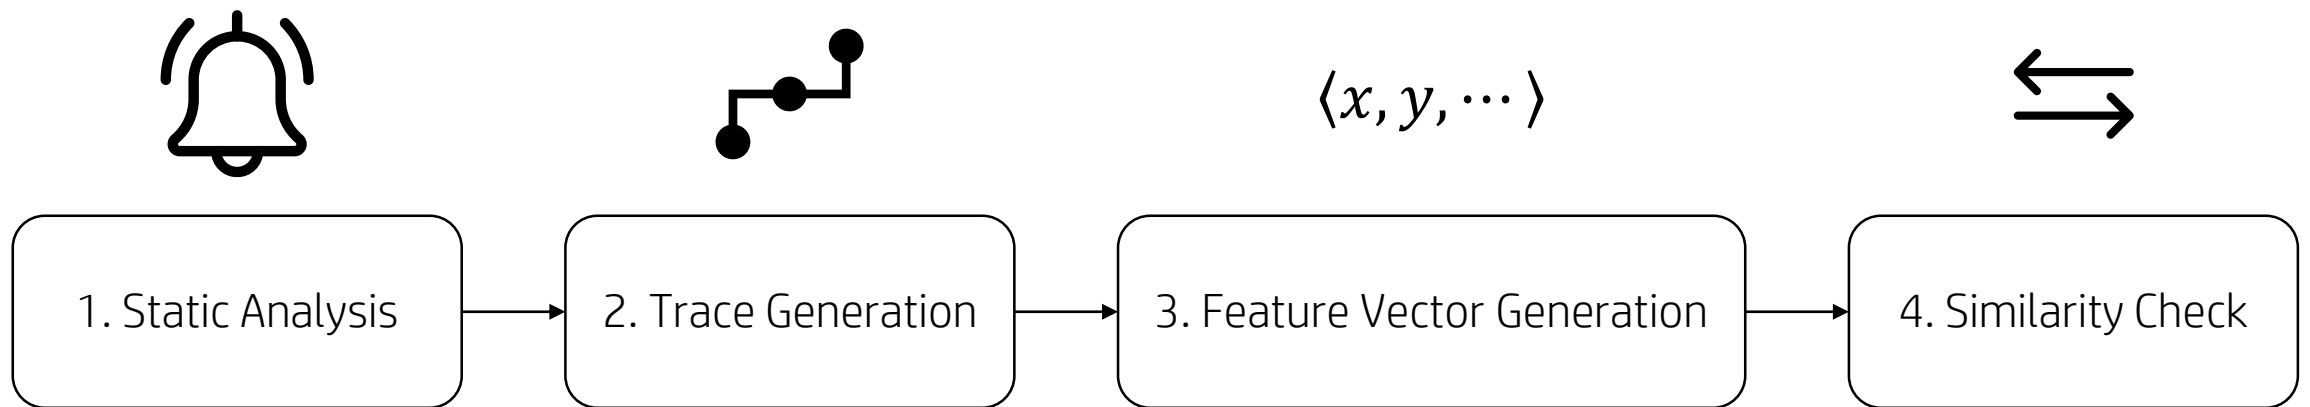 ⟨x, y, ⋯ ⟩
1. Static Analysis
2. Trace Generation
3. Feature Vector Generation
4. Similarity Check